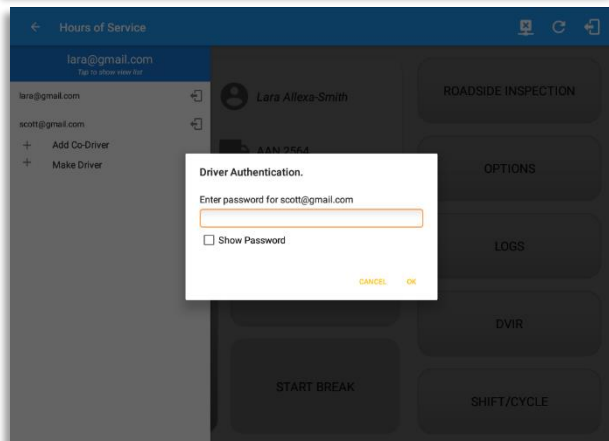 Hours of Service
lara@gmail.com
Tap to show view list
lara@gmail.com
scott@gmail.com
+ Add Co-Driver
+ Make Driver
Lara Allexa-Smith
AAN 2564
ROADSIDE INSPECTION
OPTIONS
LOGS
DVIR
SHIFT/CYCLE
START BREAK
Driver Authentication.
Enter password for scott@gmail.com
Show Password
CANCEL OK